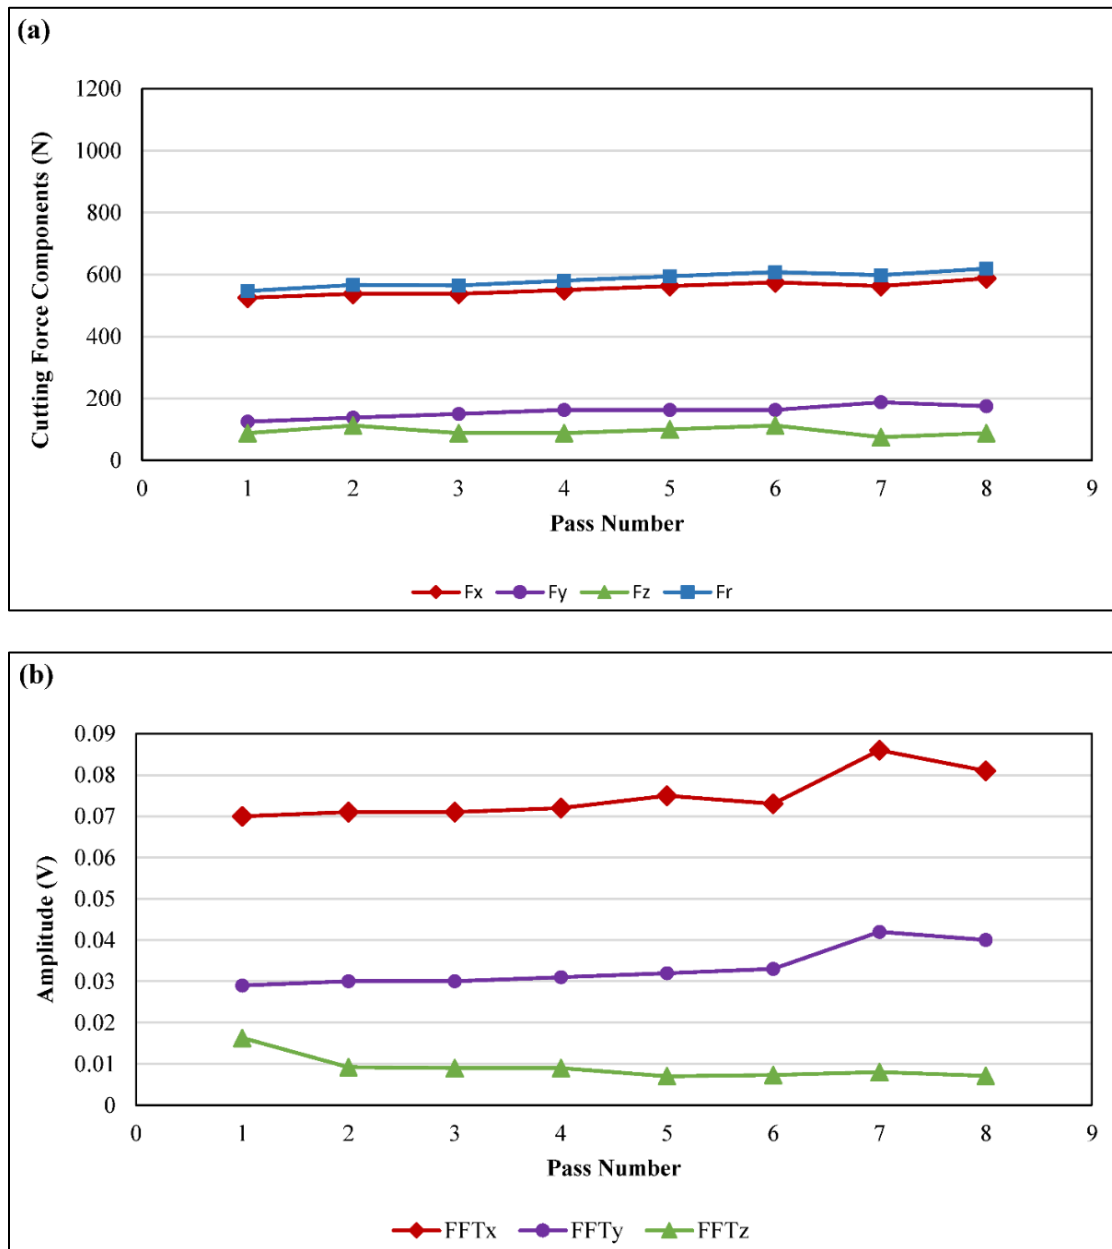 (a)
1200
1000
800
600
400
200
0
Cutting Force Components (N)
0 1 2 3 4 5 6 7 8 9
Pass Number
Fx Fy Fz Fr
(b)
0.09
0.08
0.07
0.06
0.05
0.04
0.03
0.02
0.01
0
Amplitude (V)
0 1 2 3 4 5 6 7 8 9
Pass Number
FFTx FFTy FFTz